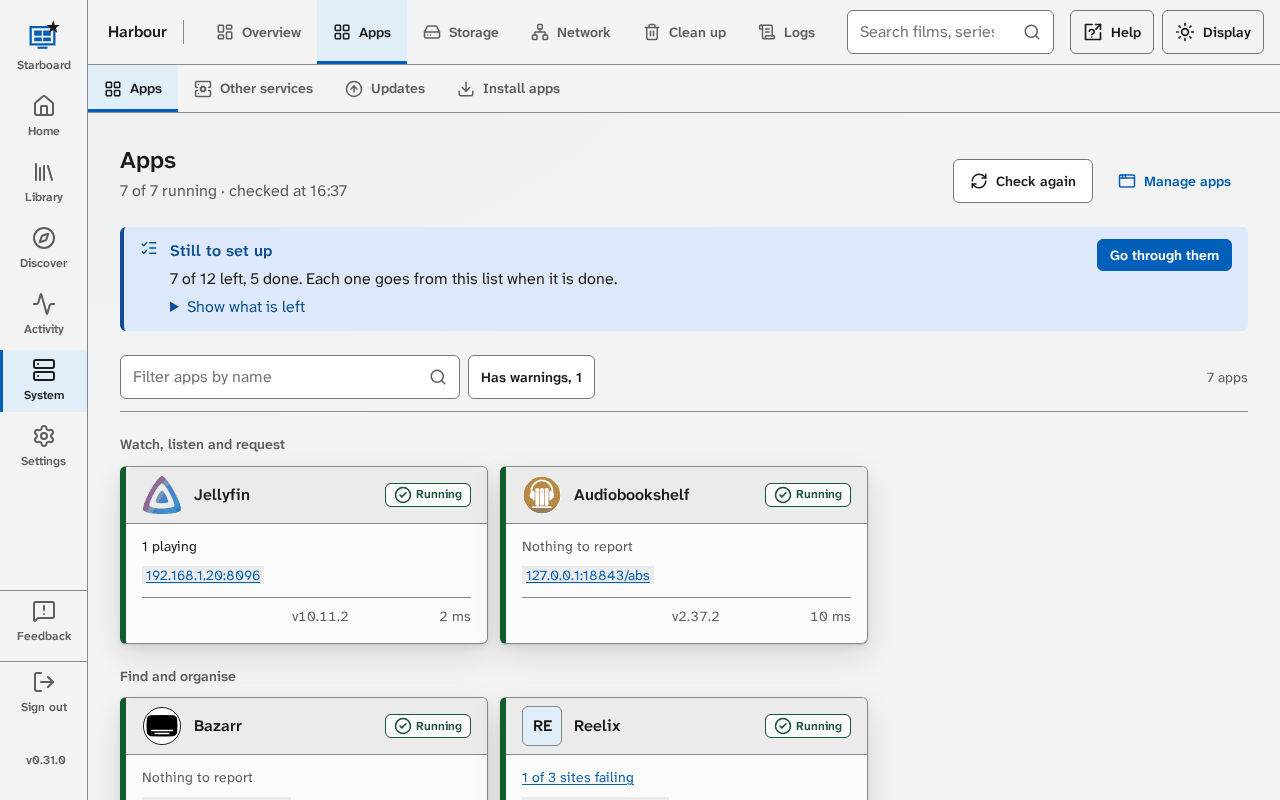 Starboard
Home
Library
Discover
Activity
System
Settings
Feedback
Sign out
v0.31.0
Harbour
Overview
Apps
Storage
Network
Clean up
Logs
Search films, series
Help
Display
Apps
Other services
Updates
Install apps
Apps
7 of 7 running · checked at 16:37
Check again
Manage apps
Still to set up
7 of 12 left, 5 done. Each one goes from this list when it is done.
Show what is left
Go through them
Filter apps by name
Has warnings, 1
7 apps
Watch, listen and request
Jellyfin
Running
1 playing
192.168.1.20:8096
v10.11.2
2 ms
Audiobookshelf
Running
Nothing to report
127.0.0.1:18843/abs
v2.37.2
10 ms
Find and organise
Bazarr
Running
Nothing to report
RE
Reelix
Running
1 of 3 sites failing